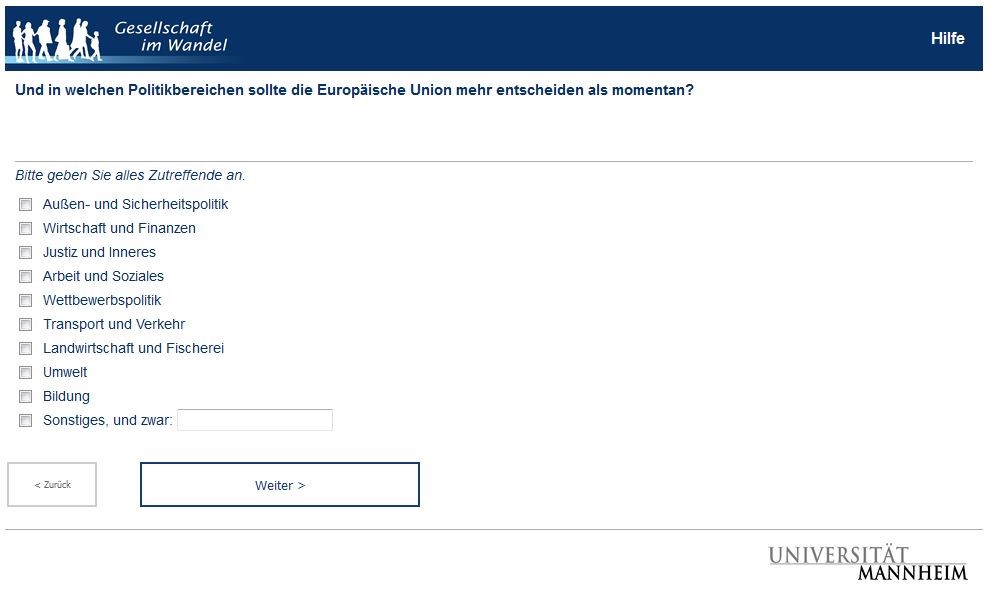 Gesellschaft
im Wandel
Hilfe
Und in welchen Politikbereichen sollte die Europäische Union mehr entscheiden als momentan?
Bitte geben Sie alles Zutreffende an.
Außen- und Sicherheitspolitik
Wirtschaft und Finanzen
Justiz und Inneres
Arbeit und Soziales
Wettbewerbspolitik
Transport und Verkehr
Landwirtschaft und Fischerei
Umwelt
Bildung
Sonstiges, und zwar:
< Zurück
Weiter >
UNIVERSITÄT
MANNHEIM